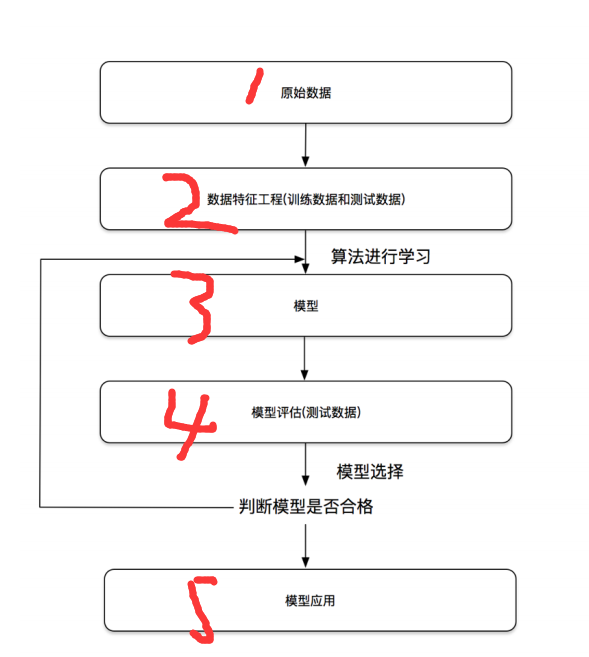 1 原始数据
2 数据特征工程(训练数据和测试数据)
算法进行学习
3 模型
4 模型评估(测试数据)
模型选择
判断模型是否合格
5 模型应用